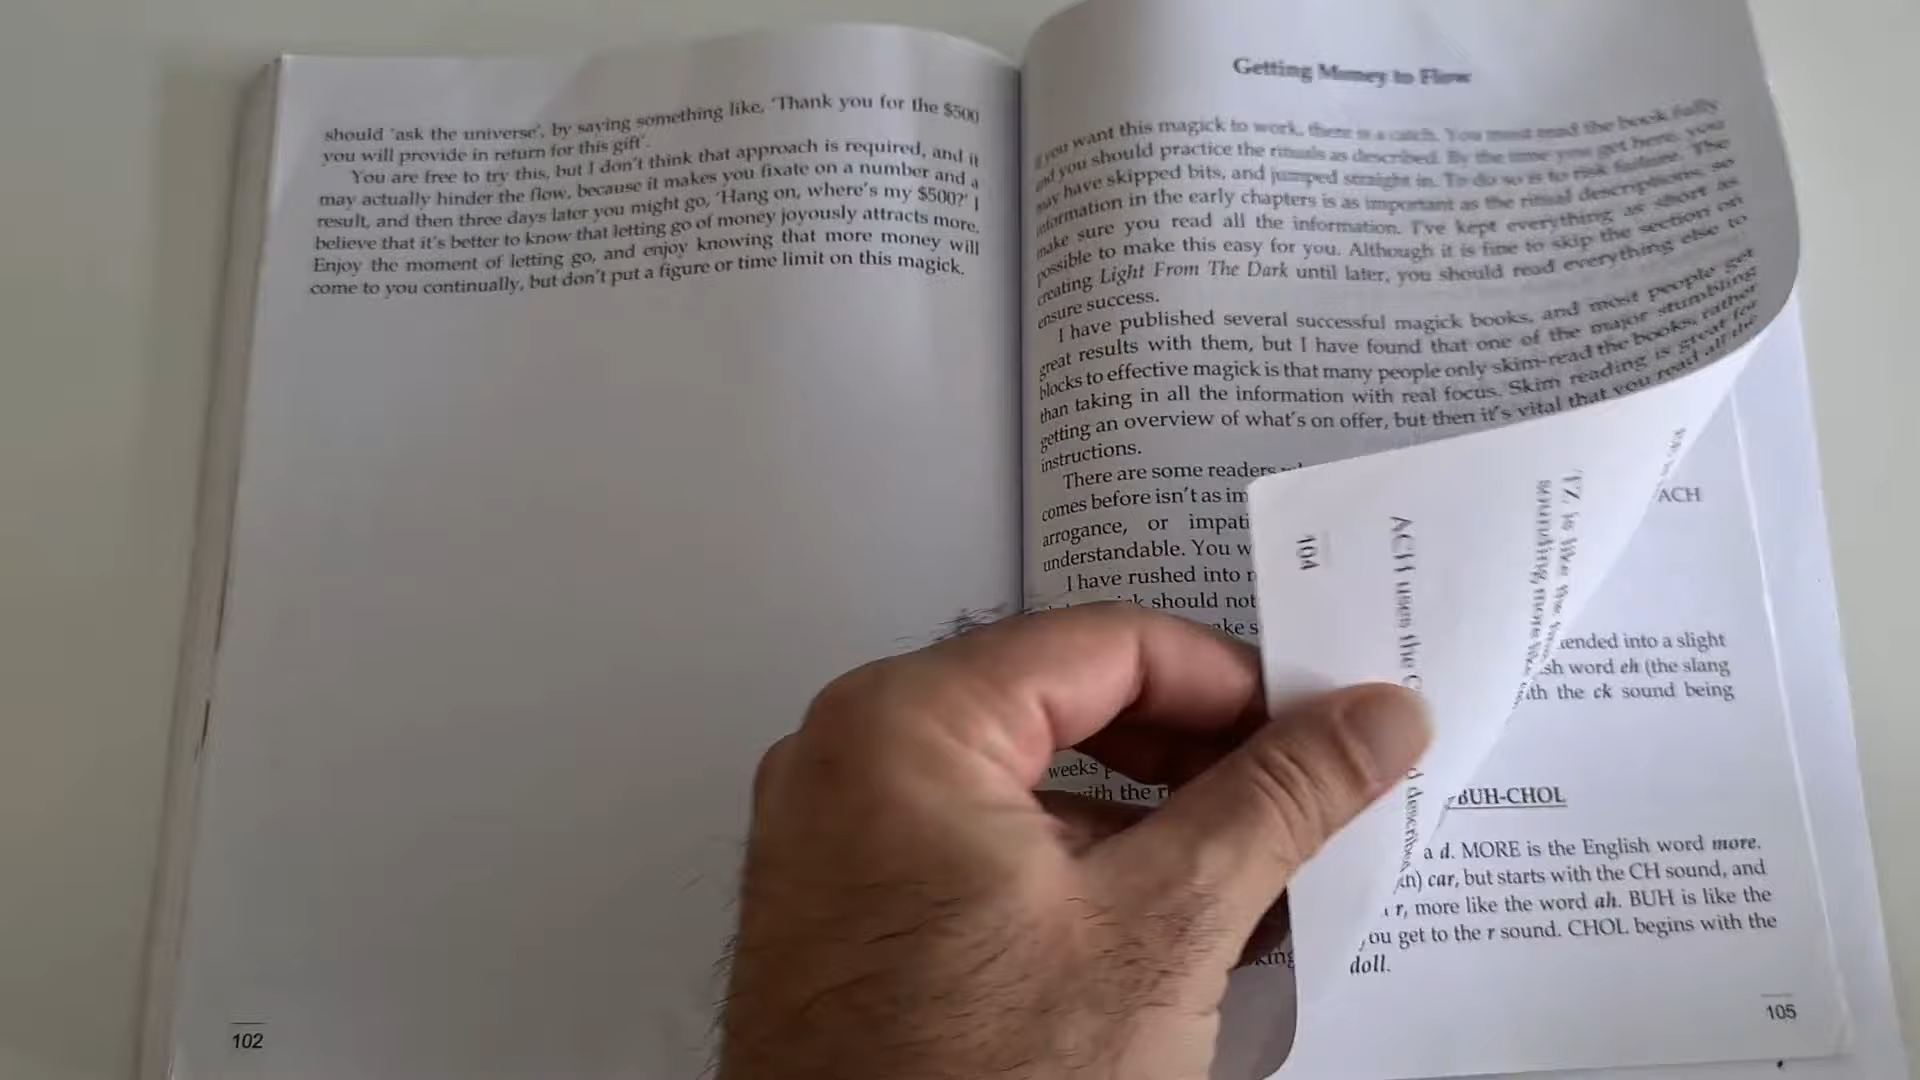 should 'ask the universe', by saying something like, 'Thank you for the $500
you will provide in return for this gift'.
You are free to try this, but I don't think that approach is required, and it
may actually hinder the flow, because it makes you fixate on a number and a
result, and then three days later you might go, 'Hang on, where's my $500?' I
believe that it's better to know that letting go of money joyously attracts more.
Enjoy the moment of letting go, and enjoy knowing that more money will
come to you continually, but don't put a figure or time limit on this magick.
102
Getting Money to Flow
you want this magick to work, there is a catch. You must read the book fully
and you should practice the rituals as described. By the time you get here, you
may have skipped bits, and jumped straight in. To do so is to risk failure. The
information in the early chapters is as important as the ritual descriptions, so
make sure you read all the information. I've kept everything as short as
possible to make this easy for you. Although it is fine to skip the section on
creating Light From The Dark until later, you should read everything else to
ensure success.
I have published several successful magick books, and most people get
great results with them, but I have found that one of the major stumbling
blocks to effective magick is that many people only skim-read the books, rather
than taking in all the information with real focus. Skim reading is great for
getting an overview of what's on offer, but then it's vital that you read all the
instructions.
There are some readers
comes before isn't as im
arrogance, or impati
understandable. You w
I have rushed into r
should not
ake s
weeks
with the r
king
104
ACH uses the
describe
TZ is like the
sounding more
ACH
ended into a slight
sh word eh (the slang
ith the ck sound being
BUH-CHOL
a d. MORE is the English word more.
car, but starts with the CH sound, and
r, more like the word ah. BUH is like the
you get to the r sound. CHOL begins with the
doll.
105